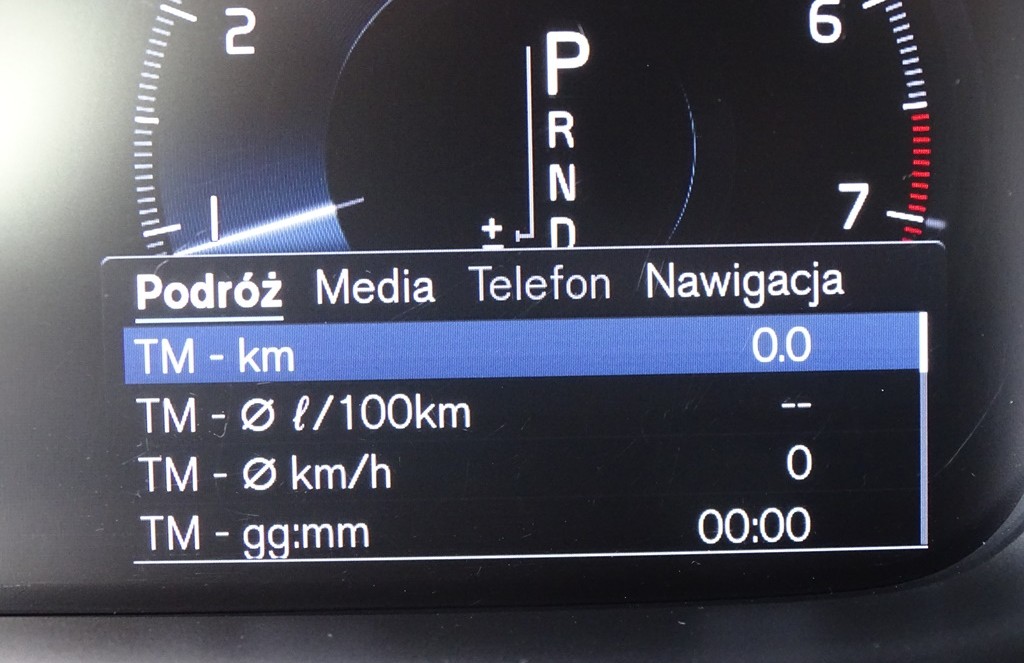 2
6
P
R
N
±
D
1
7
Podróż Media Telefon Nawigacja
TM - km 0.0
TM - Ø ℓ/100km --
TM - Ø km/h 0
TM - gg:mm 00:00